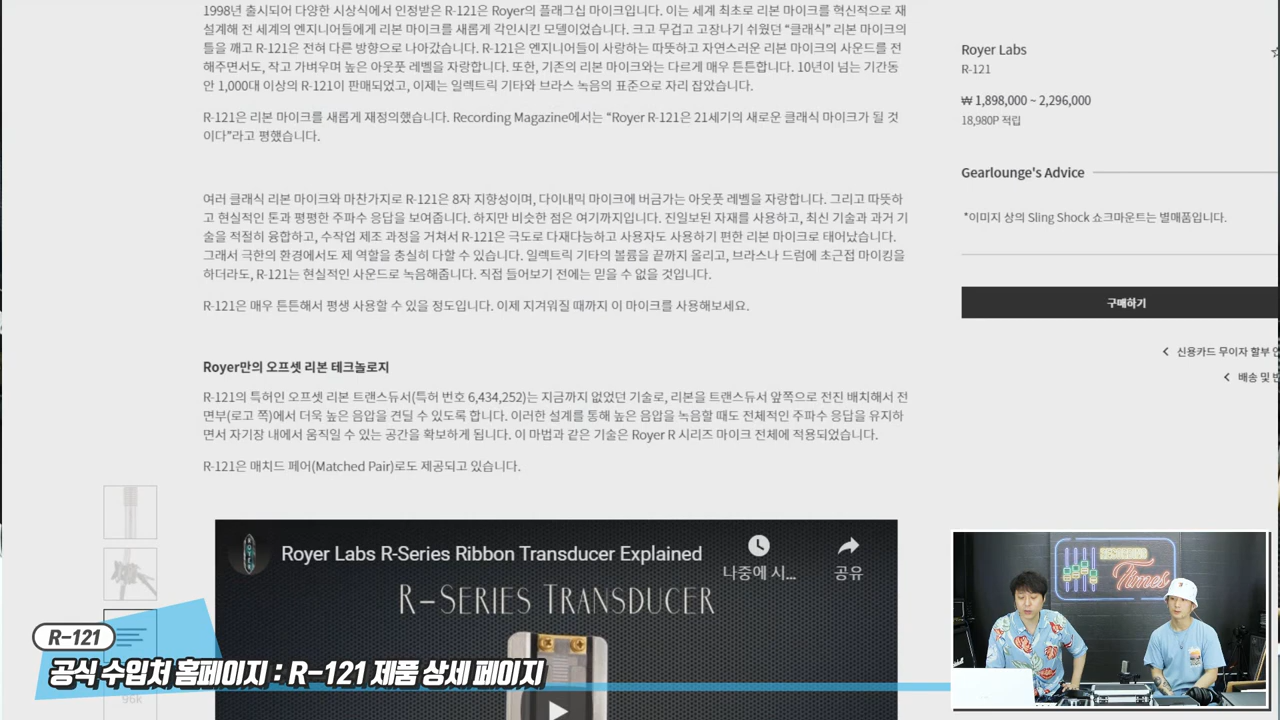 1998년 출시되어 다양한 시상식에서 인정받은 R-121은 Royer의 플래그십 마이크입니다. 이는 세계 최초로 리본 마이크를 혁신적으로 재
설계해 전 세계의 엔지니어들에게 리본 마이크를 새롭게 각인시킨 모델이었습니다. 크고 무겁고 고장나기 쉬웠던 “클래식” 리본 마이크의
틀을 깨고 R-121은 전혀 다른 방향으로 나아갔습니다. R-121은 엔지니어들이 사랑하는 따뜻하고 자연스러운 리본 마이크의 사운드를 전
해주면서도, 작고 가벼우며 높은 아웃풋 레벨을 자랑합니다. 또한, 기존의 리본 마이크와는 다르게 매우 튼튼합니다. 10년이 넘는 기간동
안 1,000대 이상의 R-121이 판매되었고, 이제는 일렉트릭 기타와 브라스 녹음의 표준으로 자리 잡았습니다.
R-121은 리본 마이크를 새롭게 재정의했습니다. Recording Magazine에서는 “Royer R-121은 21세기의 새로운 클래식 마이크가 될 것
이다”라고 평했습니다.
여러 클래식 리본 마이크와 마찬가지로 R-121은 8자 지향성이며, 다이내믹 마이크에 버금가는 아웃풋 레벨을 자랑합니다. 그리고 따뜻하
고 현실적인 톤과 평평한 주파수 응답을 보여줍니다. 하지만 비슷한 점은 여기까지입니다. 진일보된 자재를 사용하고, 최신 기술과 과거 기
술을 적절히 융합하고, 수작업 제조 과정을 거쳐서 R-121은 극도로 다재다능하고 사용자도 사용하기 편한 리본 마이크로 태어났습니다.
그래서 극한의 환경에서도 제 역할을 충실히 다할 수 있습니다. 일렉트릭 기타의 볼륨을 끝까지 올리고, 브라스나 드럼에 초근접 마이킹을
하더라도, R-121는 현실적인 사운드로 녹음해줍니다. 직접 들어보기 전에는 믿을 수 없을 것입니다.
R-121은 매우 튼튼해서 평생 사용할 수 있을 정도입니다. 이제 지겨워질 때까지 이 마이크를 사용해보세요.
Royer만의 오프셋 리본 테크놀로지
R-121의 특허인 오프셋 리본 트랜스듀서(특허 번호 6,434,252)는 지금까지 없었던 기술로, 리본을 트랜스듀서 앞쪽으로 전진 배치해서 전
면부(로고 쪽)에서 더욱 높은 음압을 견딜 수 있도록 합니다. 이러한 설계를 통해 높은 음압을 녹음할 때도 전체적인 주파수 응답을 유지하
면서 자기장 내에서 움직일 수 있는 공간을 확보하게 됩니다. 이 마법과 같은 기술은 Royer R 시리즈 마이크 전체에 적용되었습니다.
R-121은 매치드 페어(Matched Pair)로도 제공되고 있습니다.
Royer Labs R-Series Ribbon Transducer Explained
나중에 시...
공유
R-SERIES TRANSDUCER
Royer Labs
R-121
₩ 1,898,000 ~ 2,296,000
18,980P 적립
Gearlounge's Advice
*이미지 상의 Sling Shock 쇼크마운트는 별매품입니다.
구매하기
신용카드 무이자 할부
배송 및
Times
R-121
공식 수입처 홈페이지 : R-121 제품 상세 페이지
96k